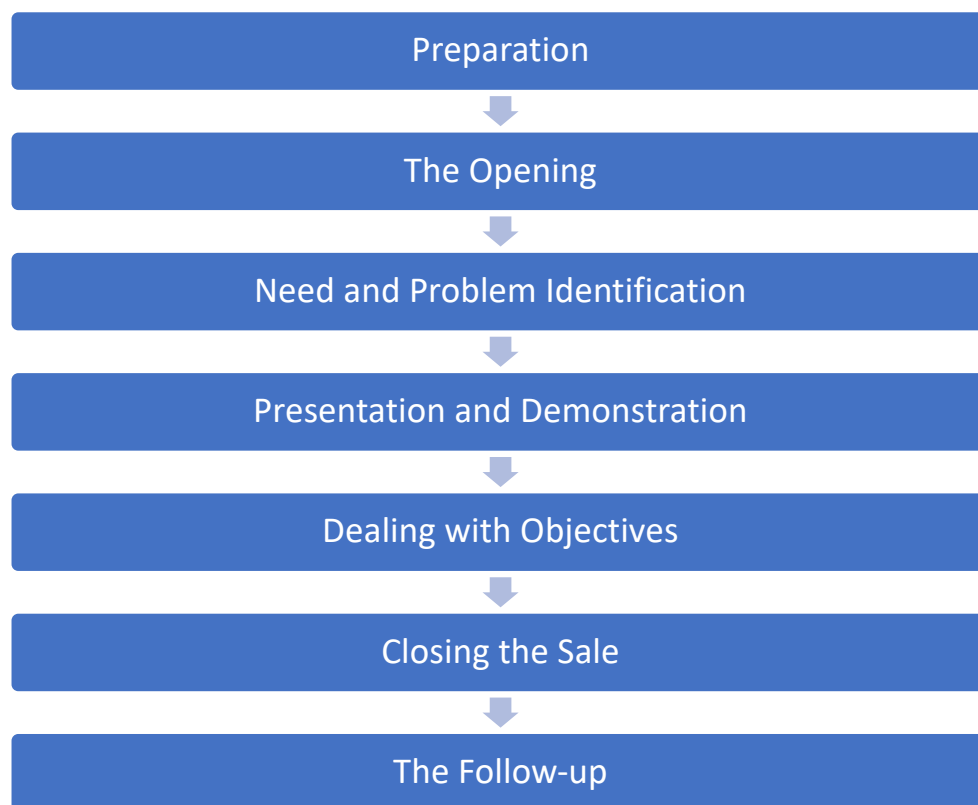 Preparation
The Opening
Need and Problem Identification
Presentation and Demonstration
Dealing with Objectives
Closing the Sale
The Follow-up